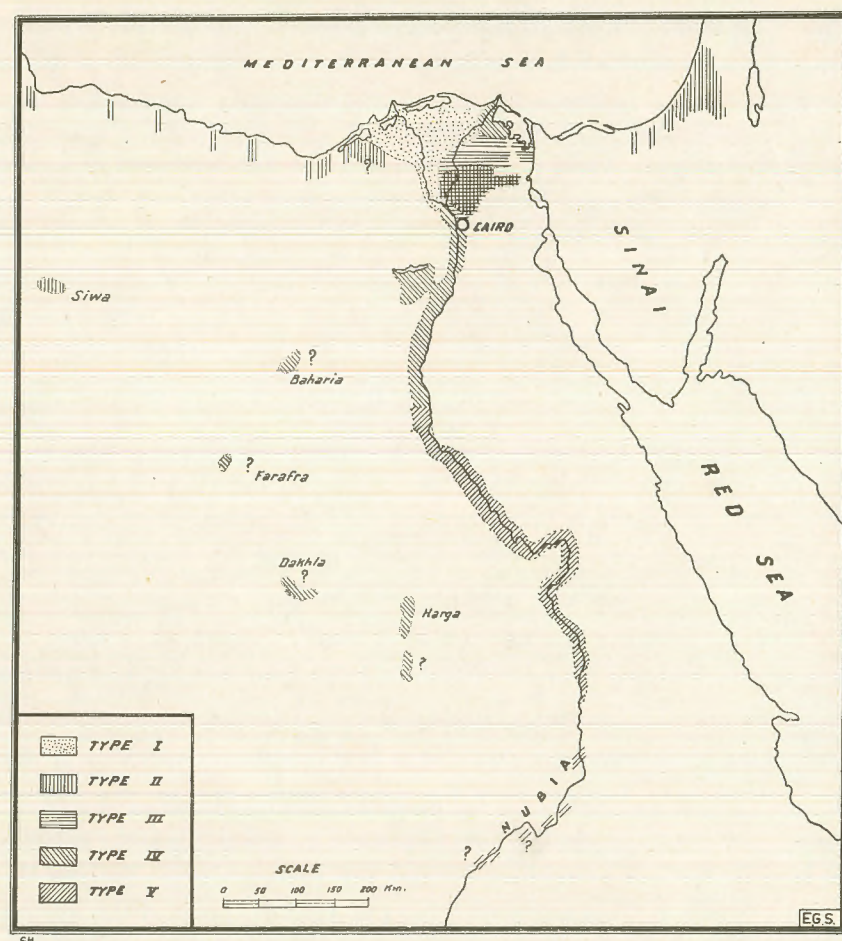 MEDITERRANEAN SEA
?
CAIRO
SINAI
Siwa
?
Baharia
?
Farafra
RED SEA
Dakhla
?
Harga
?
NUBIA
?
?
TYPE I
TYPE II
TYPE III
TYPE IV
TYPE V
SCALE
0 50 100 150 200 Km.
E.G.S.